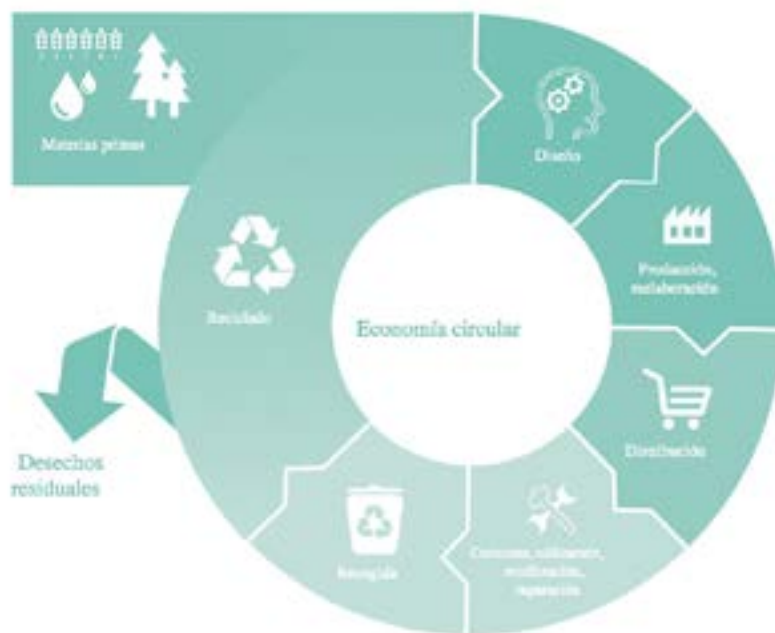 Materias primas
Diseño
Producción,
reelaboración
Distribución
Consumo, utilización,
reutilización,
reparación
Recogida
Reciclado
Desechos
residuales
Economía circular